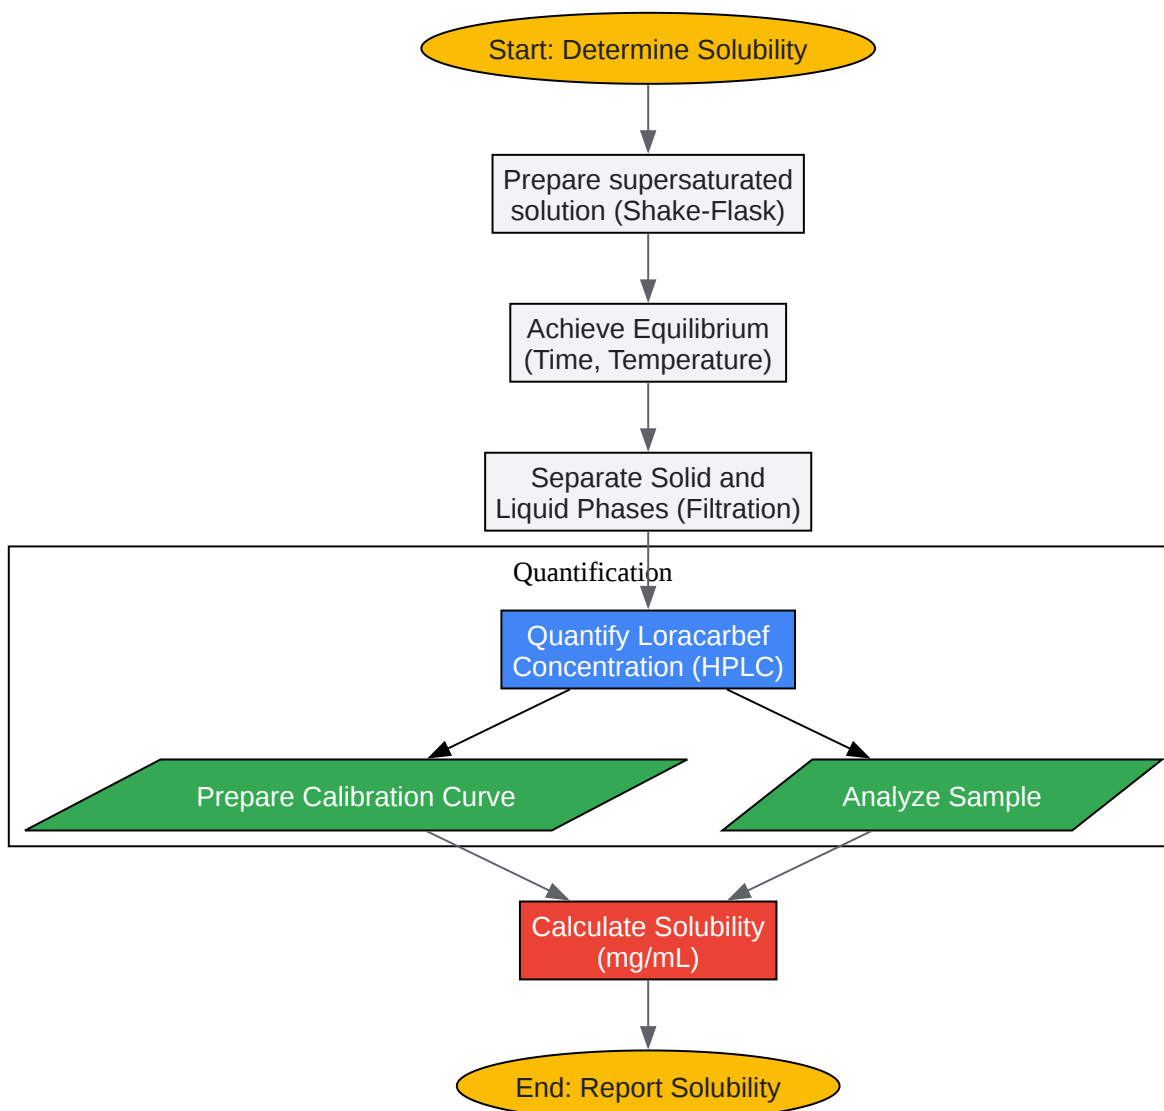 Start: Determine Solubility
Prepare supersaturated
solution (Shake-Flask)
Achieve Equilibrium
(Time, Temperature)
Separate Solid and
Liquid Phases (Filtration)
Quantification
Quantify Loracarbef
Concentration (HPLC)
Prepare Calibration Curve
Analyze Sample
Calculate Solubility
(mg/mL)
End: Report Solubility